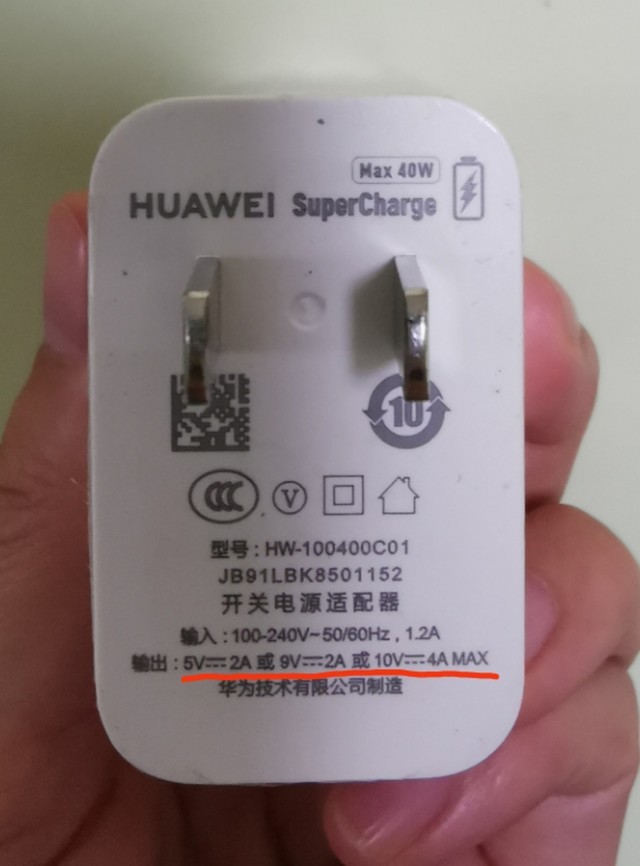 Max 40W
HUAWEI SuperCharge
10
CCC V
型号:HW-100400C01
JB91LBK8501152
开关电源适配器
输入:100-240V~50/60Hz,1.2A
输出:5V⎓2A 或 9V⎓2A 或 10V⎓4A MAX
华为技术有限公司制造